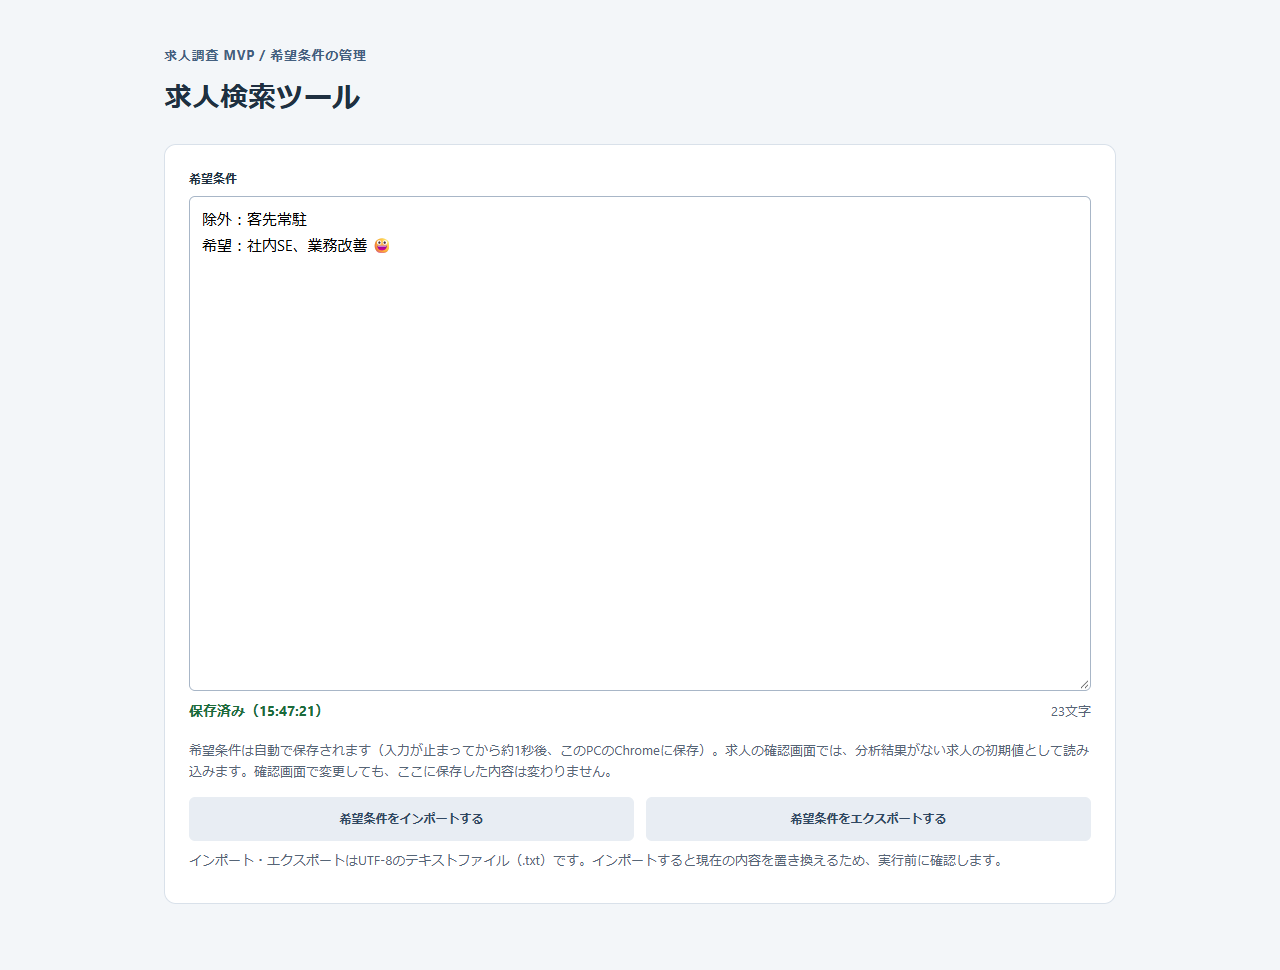 求人調査 MVP / 希望条件の管理
求人検索ツール
希望条件
除外：客先常駐
希望：社内SE、業務改善 😀
保存済み（15:47:21）
23文字
希望条件は自動で保存されます（入力が止まってから約1秒後、このPCのChromeに保存）。求人の確認画面では、分析結果がない求人の初期値として読み
込みます。確認画面で変更しても、ここに保存した内容は変わりません。
希望条件をインポートする
希望条件をエクスポートする
インポート・エクスポートはUTF-8のテキストファイル（.txt）です。インポートすると現在の内容を置き換えるため、実行前に確認します。